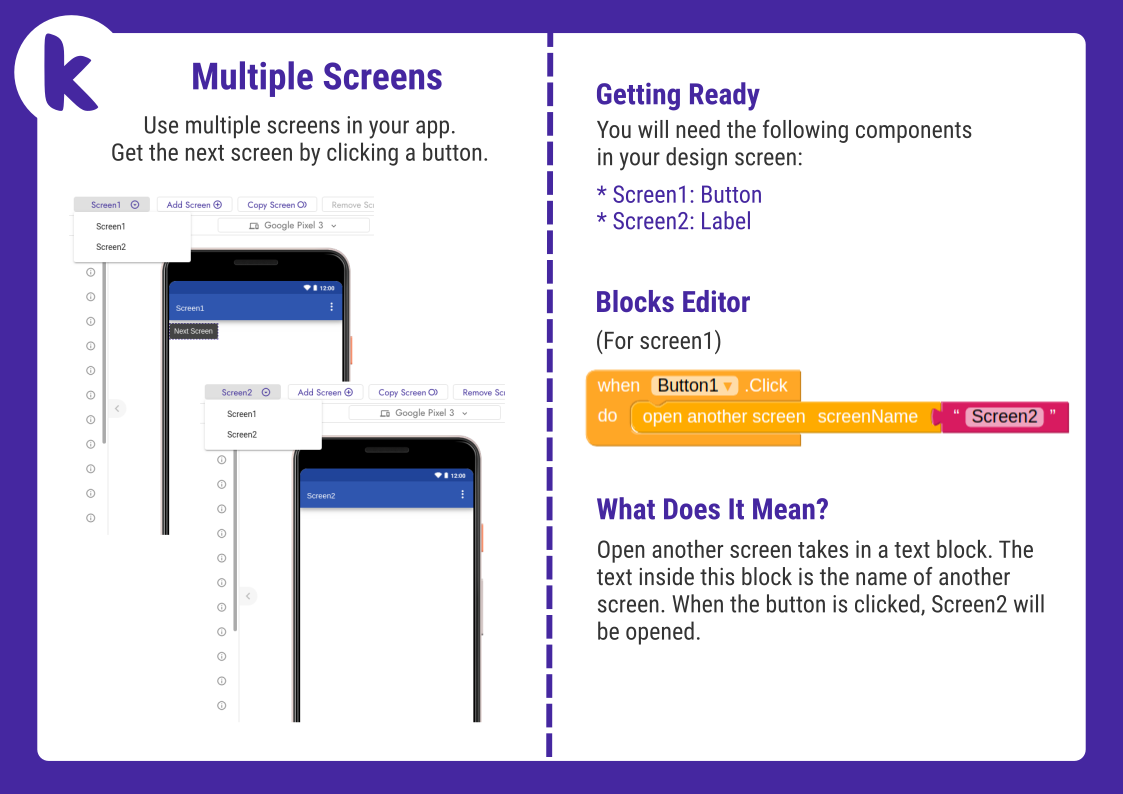 k
Multiple Screens
Use multiple screens in your app.
Get the next screen by clicking a button.
Screen1 Add Screen Copy Screen Remove Scr
Screen1
Google Pixel 3
Screen2
12:00
Screen1
Next Screen
Screen2 Add Screen Copy Screen Remove Sc
Screen1
Google Pixel 3
Screen2
12:00
Screen2
Getting Ready
You will need the following components
in your design screen:
* Screen1: Button
* Screen2: Label
Blocks Editor
(For screen1)
when Button1 .Click
do open another screen screenName “ Screen2 ”
What Does It Mean?
Open another screen takes in a text block. The
text inside this block is the name of another
screen. When the button is clicked, Screen2 will
be opened.